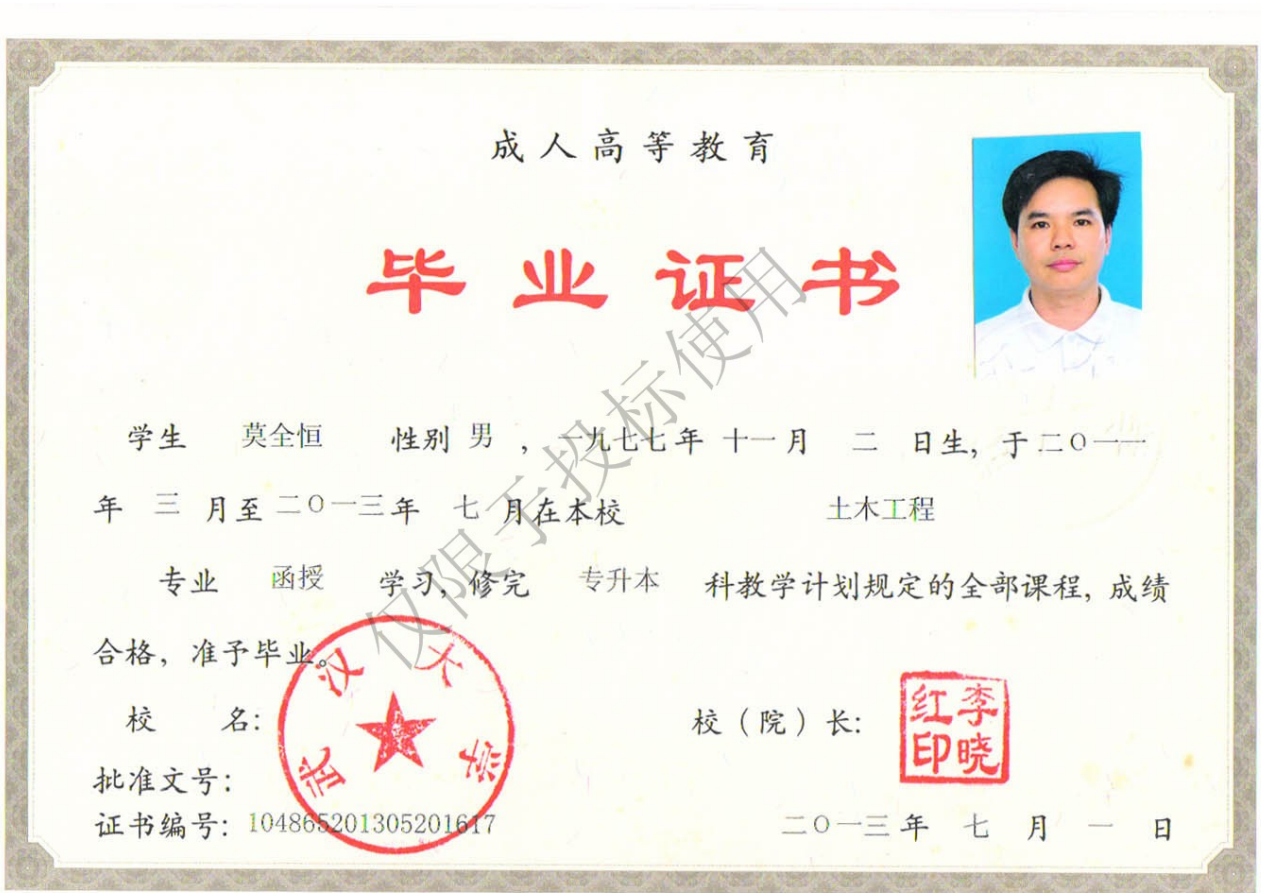 成人高等教育
毕业证书
学生 莫全恒 性别 男 ,一九七七年 十一月 二 日生, 于二〇一一
年 三 月至二〇一三年 七 月在本校 土木工程
专业 函授 学习, 修完 专升本 科教学计划规定的全部课程, 成绩
合格, 准予毕业。
校 名:
武汉大学
校(院)长:
李晓红印
批准文号:
证书编号: 104865201305201617
二〇一三年 七 月 一 日
仅限于投标使用